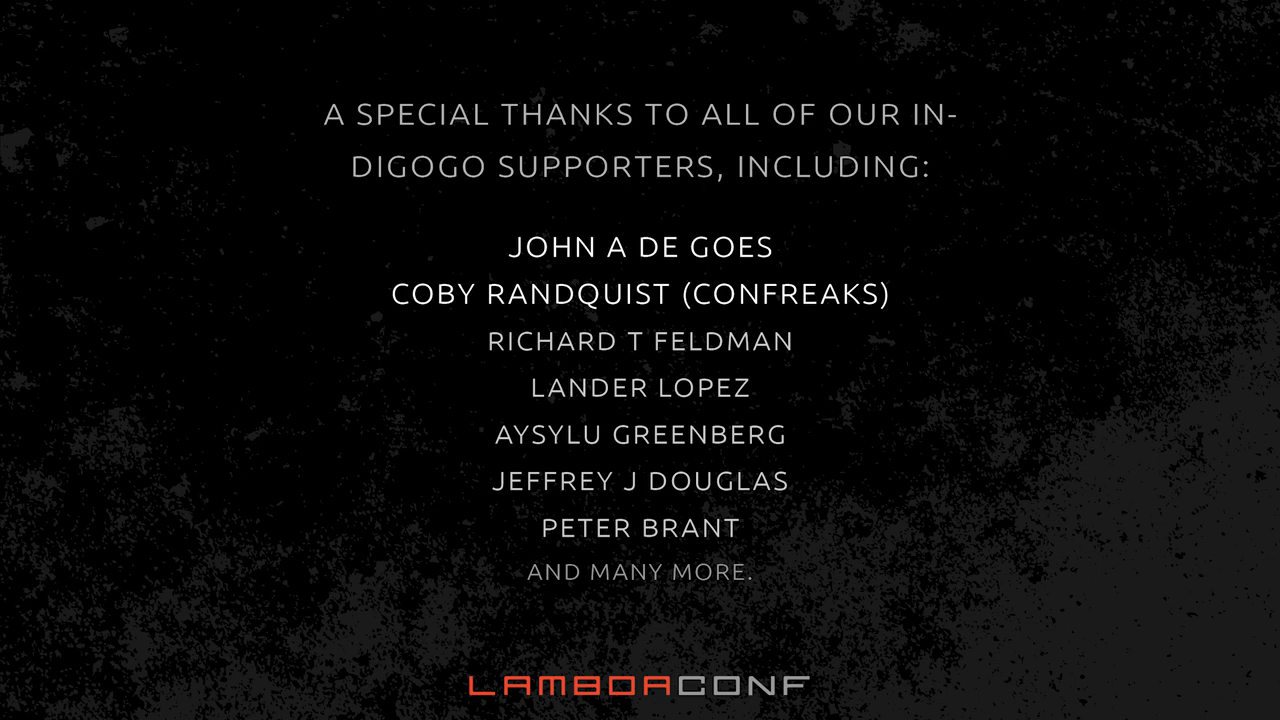 A SPECIAL THANKS TO ALL OF OUR IN-
DIGOGO SUPPORTERS, INCLUDING:
JOHN A DE GOES
COBY RANDQUIST (CONFREAKS)
RICHARD T FELDMAN
LANDER LOPEZ
AYSYLU GREENBERG
JEFFREY J DOUGLAS
PETER BRANT
AND MANY MORE.
LAMBDACONF